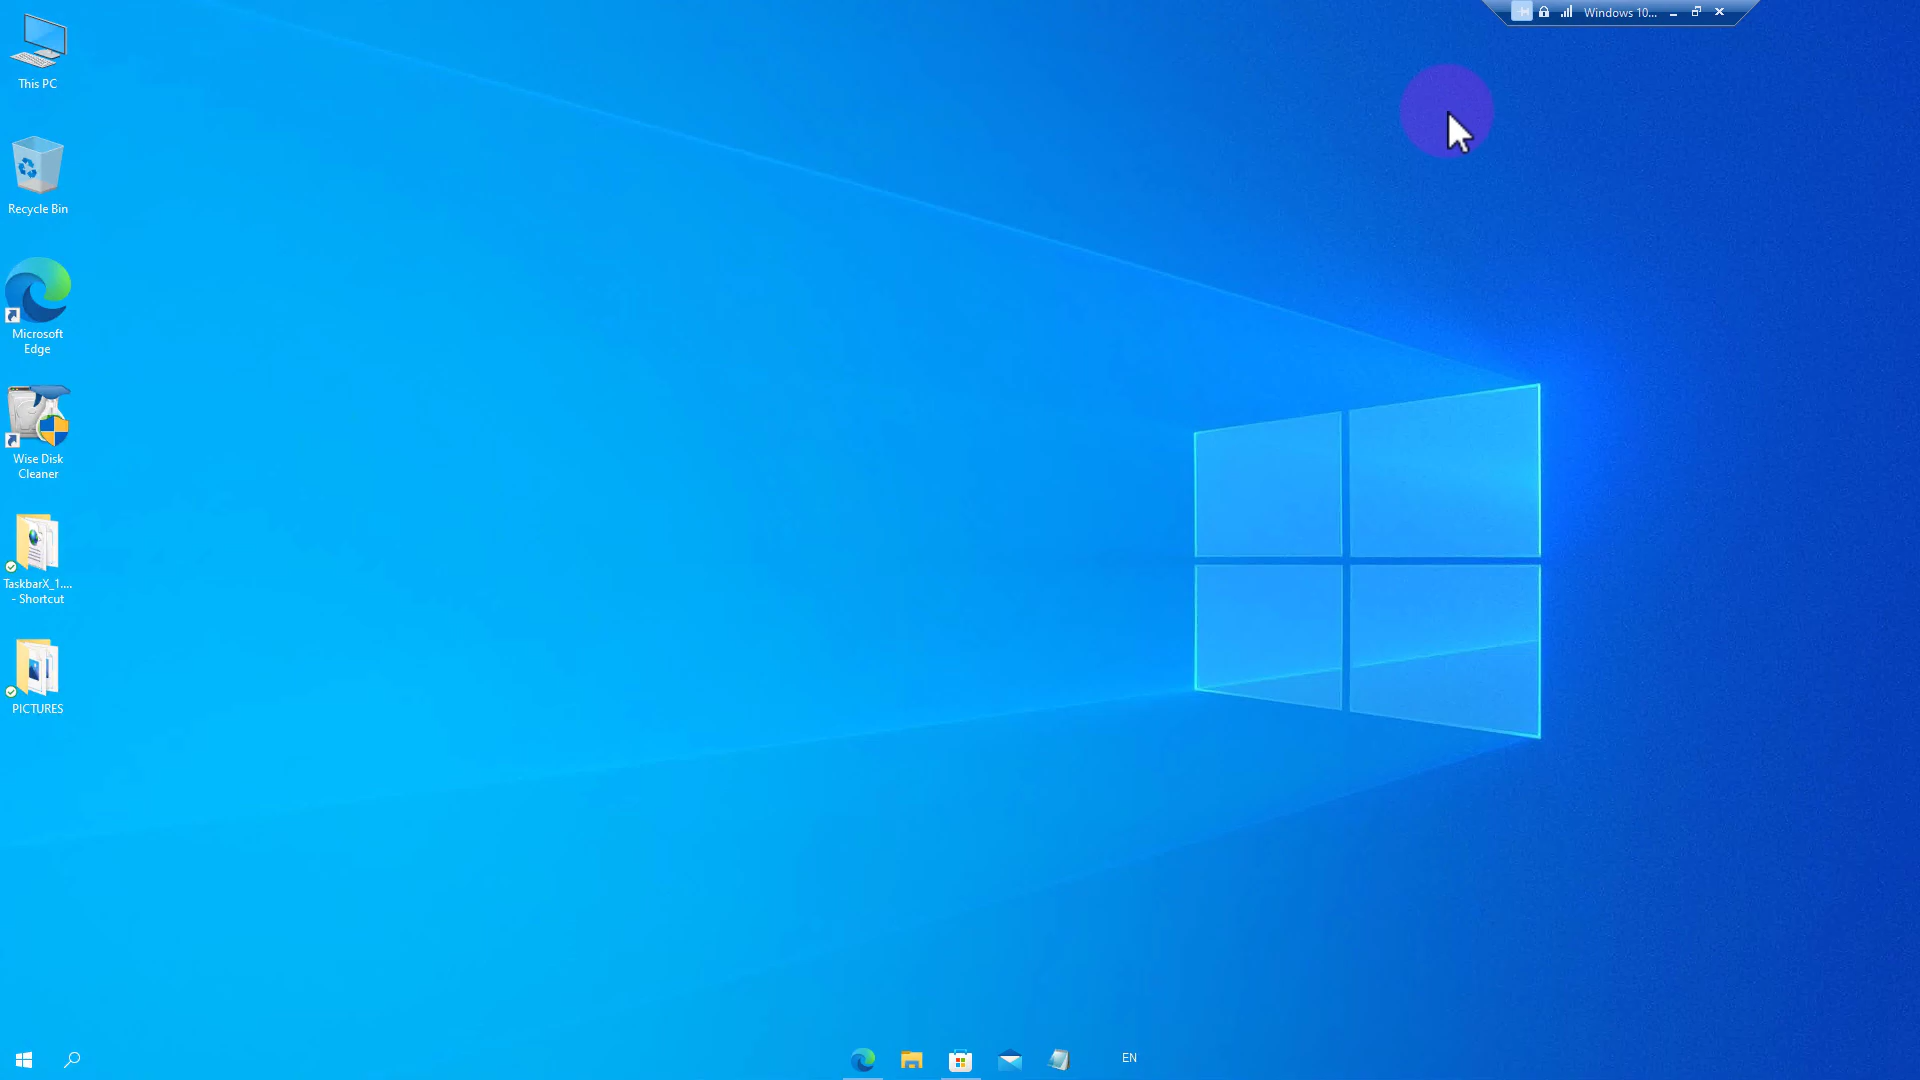 Windows 10...
This PC
Recycle Bin
Microsoft
Edge
Wise Disk
Cleaner
TaskbarX_1....
- Shortcut
PICTURES
EN